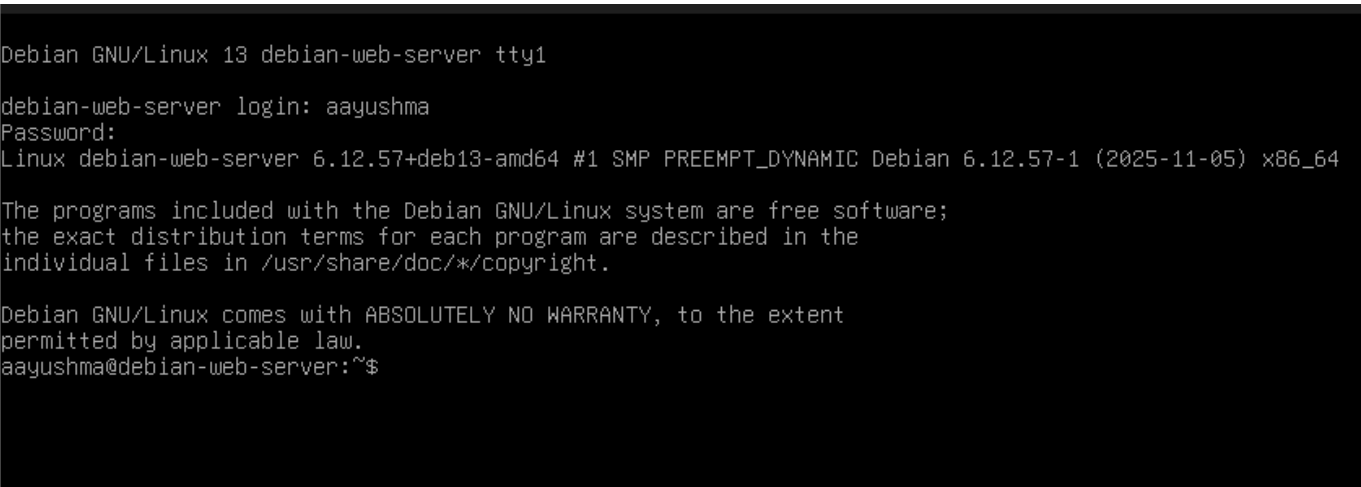 Debian GNU/Linux 13 debian-web-server tty1
debian-web-server login: aayushma
Password:
Linux debian-web-server 6.12.57+deb13-amd64 #1 SMP PREEMPT_DYNAMIC Debian 6.12.57-1 (2025-11-05) x86_64
The programs included with the Debian GNU/Linux system are free software;
the exact distribution terms for each program are described in the
individual files in /usr/share/doc/*/copyright.
Debian GNU/Linux comes with ABSOLUTELY NO WARRANTY, to the extent
permitted by applicable law.
aayushma@debian-web-server:~$